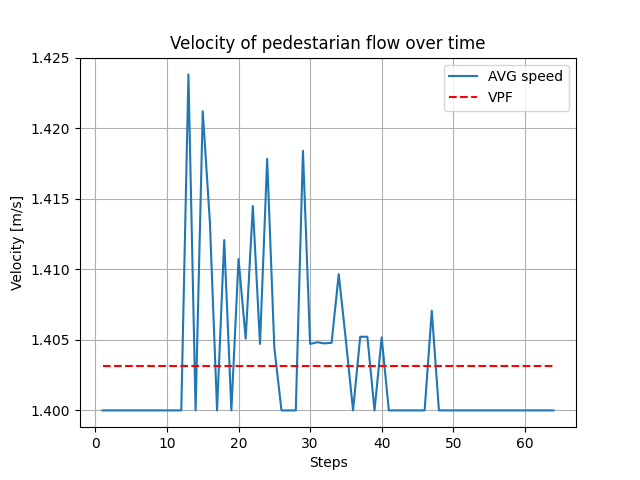 Velocity of pedestarian flow over time
1.425
1.420
1.415
1.410
1.405
1.400
Velocity [m/s]
AVG speed
VPF
0 10 20 30 40 50 60
Steps